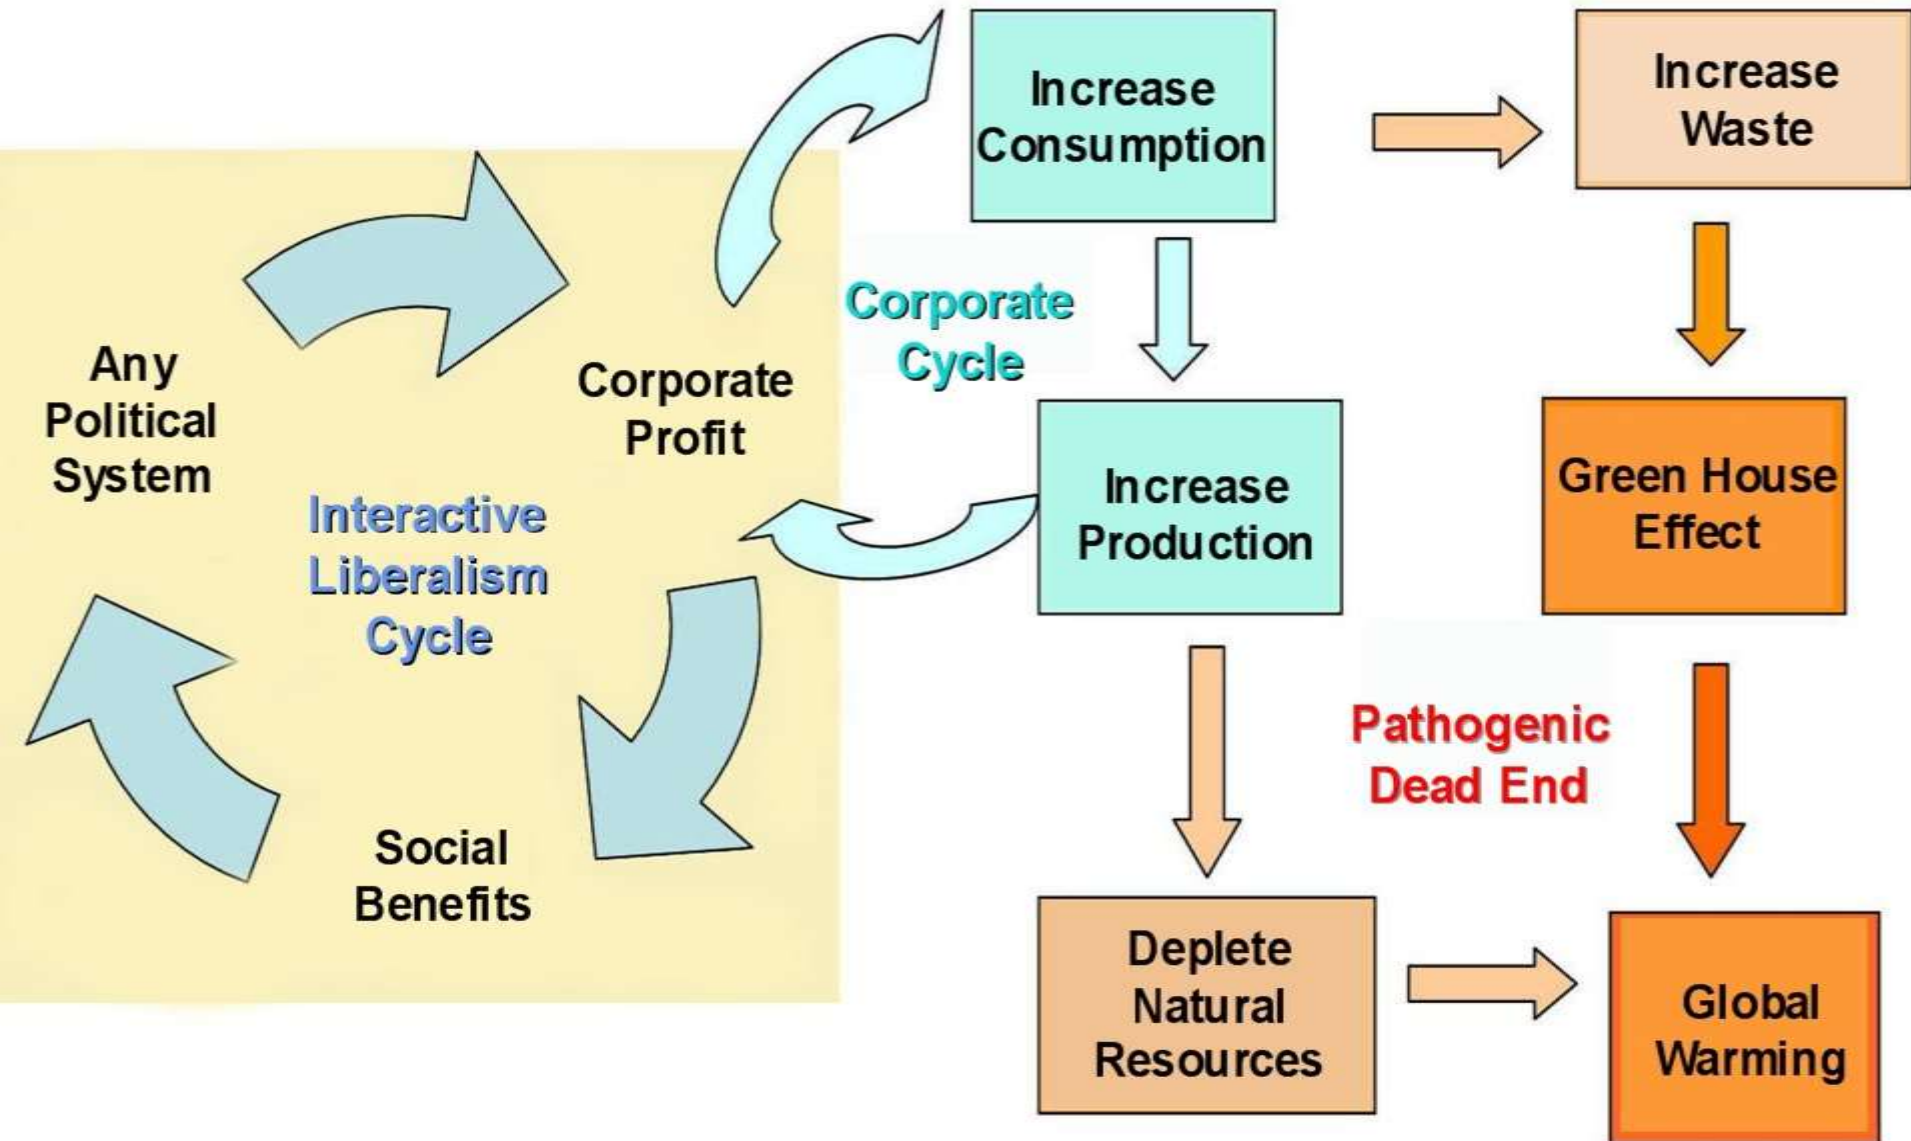 Any
Political
System
Corporate
Profit
Interactive
Liberalism
Cycle
Social
Benefits
Corporate
Cycle
Increase
Consumption
Increase
Production
Deplete
Natural
Resources
Pathogenic
Dead End
Increase
Waste
Green House
Effect
Global
Warming